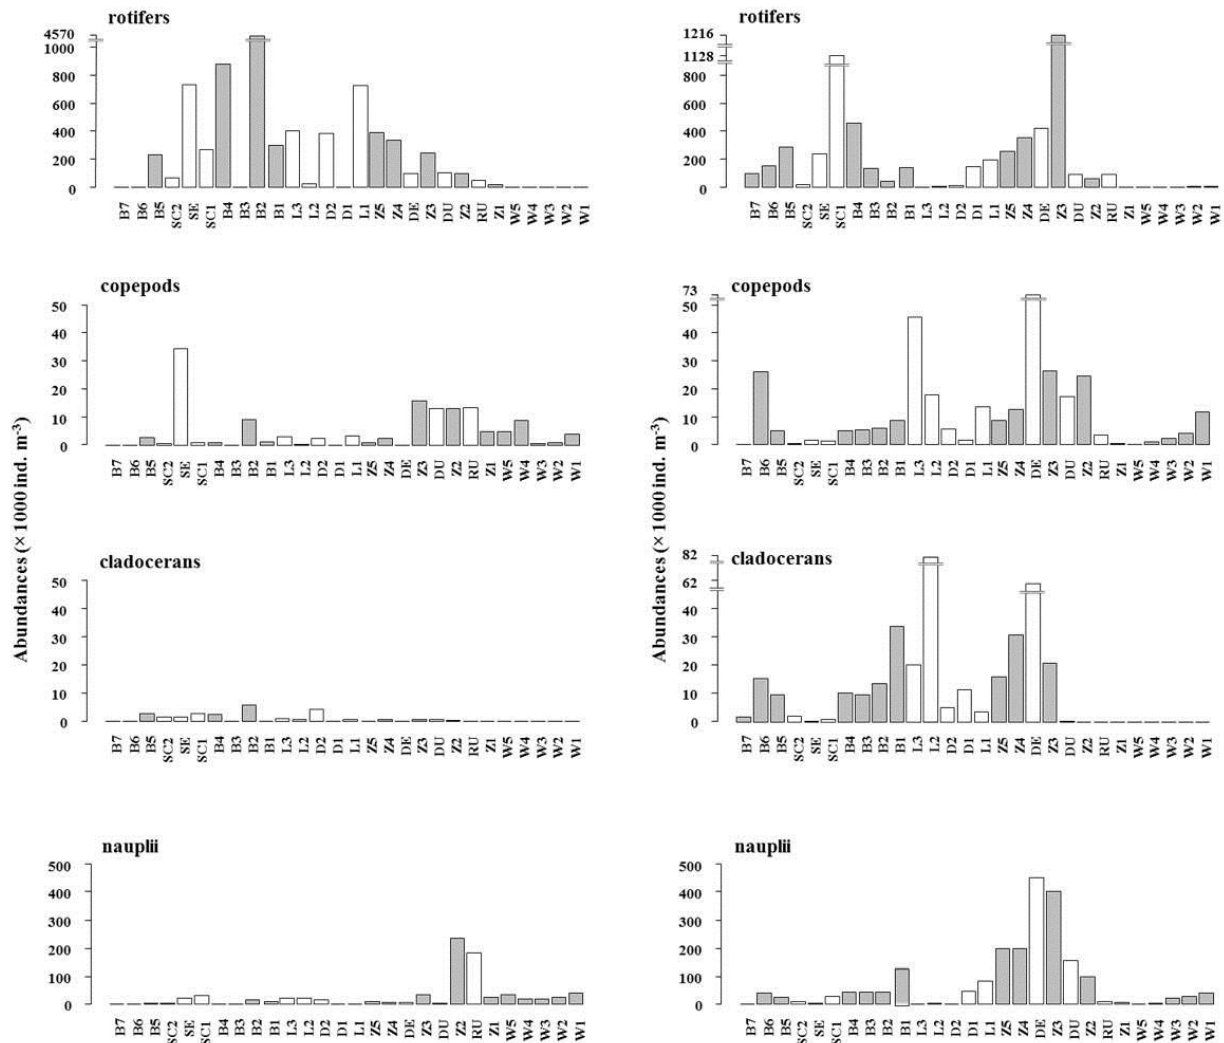 rotifers
4570
1000
800
600
400
200
0
B7 B6 B5 SC2 SE SC1 B4 B3 B2 B1 L3 L2 D2 D1 L1 Z5 Z4 DE Z3 DU Z2 RU Z1 W5 W4 W3 W2 W1
rotifers
1216
1128
800
600
400
200
0
B7 B6 B5 SC2 SE SC1 B4 B3 B2 B1 L3 L2 D2 D1 L1 Z5 Z4 DE Z3 DU Z2 RU Z1 W5 W4 W3 W2 W1
copepods
50
40
30
20
10
0
B7 B6 B5 SC2 SE SC1 B4 B3 B2 B1 L3 L2 D2 D1 L1 Z5 Z4 DE Z3 DU Z2 RU Z1 W5 W4 W3 W2 W1
copepods
73
50
40
30
20
10
0
B7 B6 B5 SC2 SE SC1 B4 B3 B2 B1 L3 L2 D2 D1 L1 Z5 Z4 DE Z3 DU Z2 RU Z1 W5 W4 W3 W2 W1
Abundances (× 1000 ind. m⁻³)
Abundances (× 1000 ind. m⁻³)
cladocerans
50
40
30
20
10
0
B7 B6 B5 SC2 SE SC1 B4 B3 B2 B1 L3 L2 D2 D1 L1 Z5 Z4 DE Z3 DU Z2 RU Z1 W5 W4 W3 W2 W1
cladocerans
82
62
40
30
20
10
0
B7 B6 B5 SC2 SE SC1 B4 B3 B2 B1 L3 L2 D2 D1 L1 Z5 Z4 DE Z3 DU Z2 RU Z1 W5 W4 W3 W2 W1
nauplii
500
400
300
200
100
0
B7 B6 B5 SC2 SE SC1 B4 B3 B2 B1 L3 L2 D2 D1 L1 Z5 Z4 DE Z3 DU Z2 RU Z1 W5 W4 W3 W2 W1
nauplii
500
400
300
200
100
0
B7 B6 B5 SC2 SE SC1 B4 B3 B2 B1 L3 L2 D2 D1 L1 Z5 Z4 DE Z3 DU Z2 RU Z1 W5 W4 W3 W2 W1